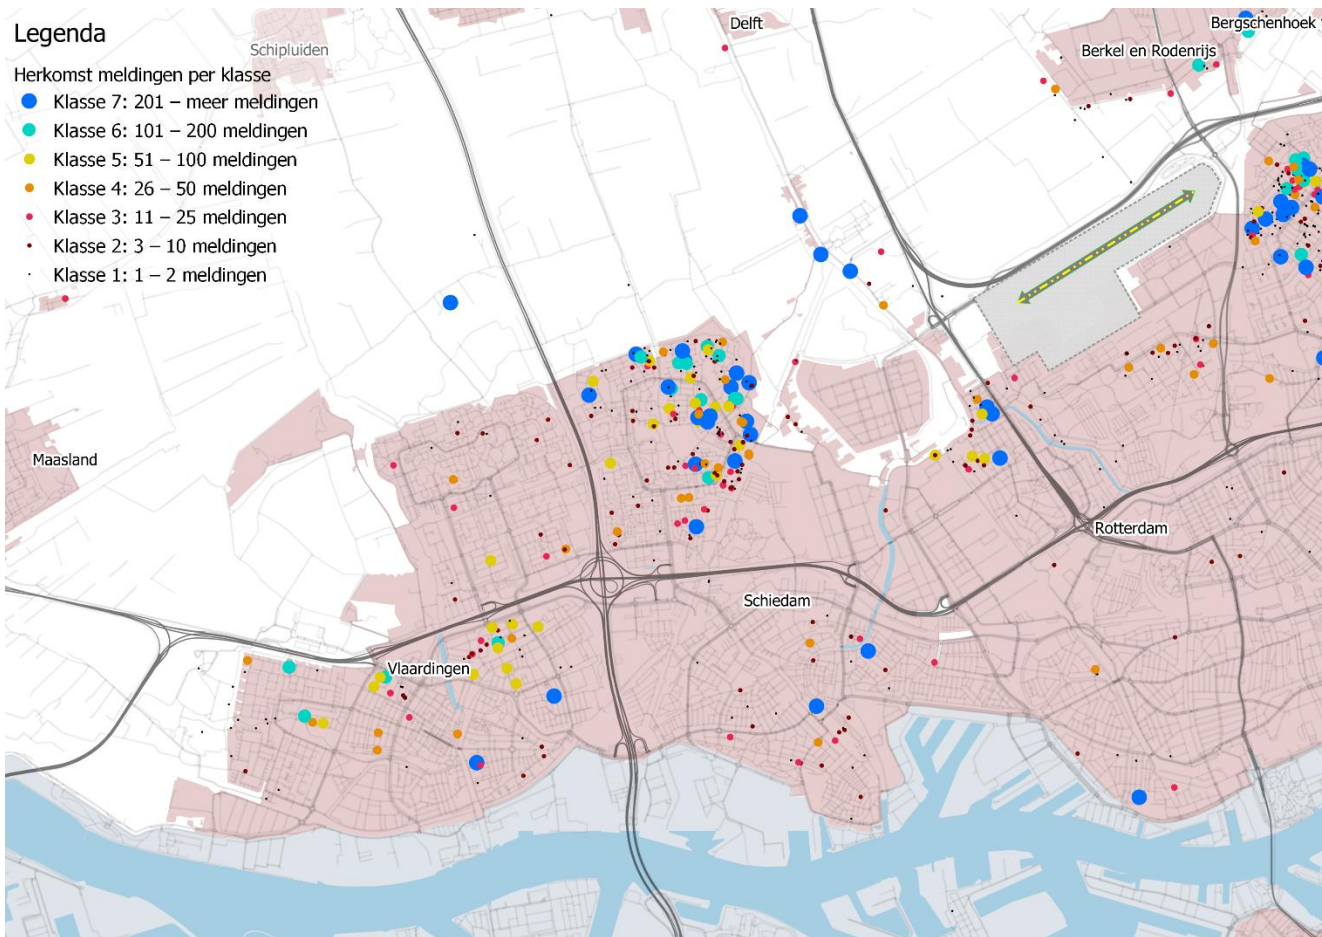 Legenda
Herkomst meldingen per klasse
Klasse 7: 201 – meer meldingen
Klasse 6: 101 – 200 meldingen
Klasse 5: 51 – 100 meldingen
Klasse 4: 26 – 50 meldingen
Klasse 3: 11 – 25 meldingen
Klasse 2: 3 – 10 meldingen
Klasse 1: 1 – 2 meldingen
Schipluiden
Delft
Bergschenhoek
Berkel en Rodenrijs
Maasland
Rotterdam
Schiedam
Vlaardingen